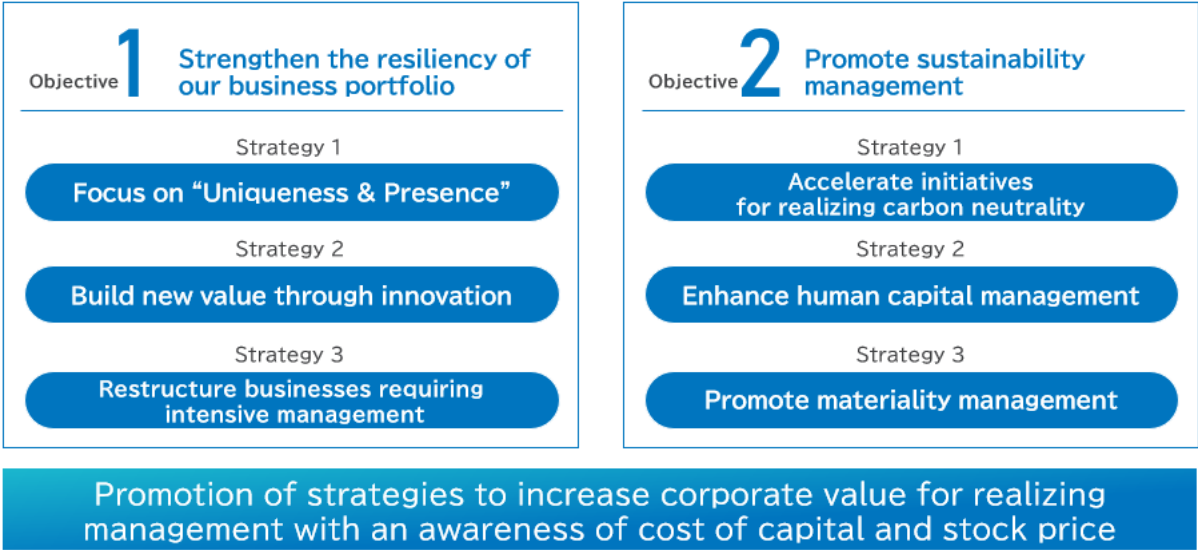 Objective 1
Strengthen the resiliency of
our business portfolio
Strategy 1
Focus on “Uniqueness & Presence”
Strategy 2
Build new value through innovation
Strategy 3
Restructure businesses requiring
intensive management
Objective 2
Promote sustainability
management
Strategy 1
Accelerate initiatives
for realizing carbon neutrality
Strategy 2
Enhance human capital management
Strategy 3
Promote materiality management
Promotion of strategies to increase corporate value for realizing
management with an awareness of cost of capital and stock price